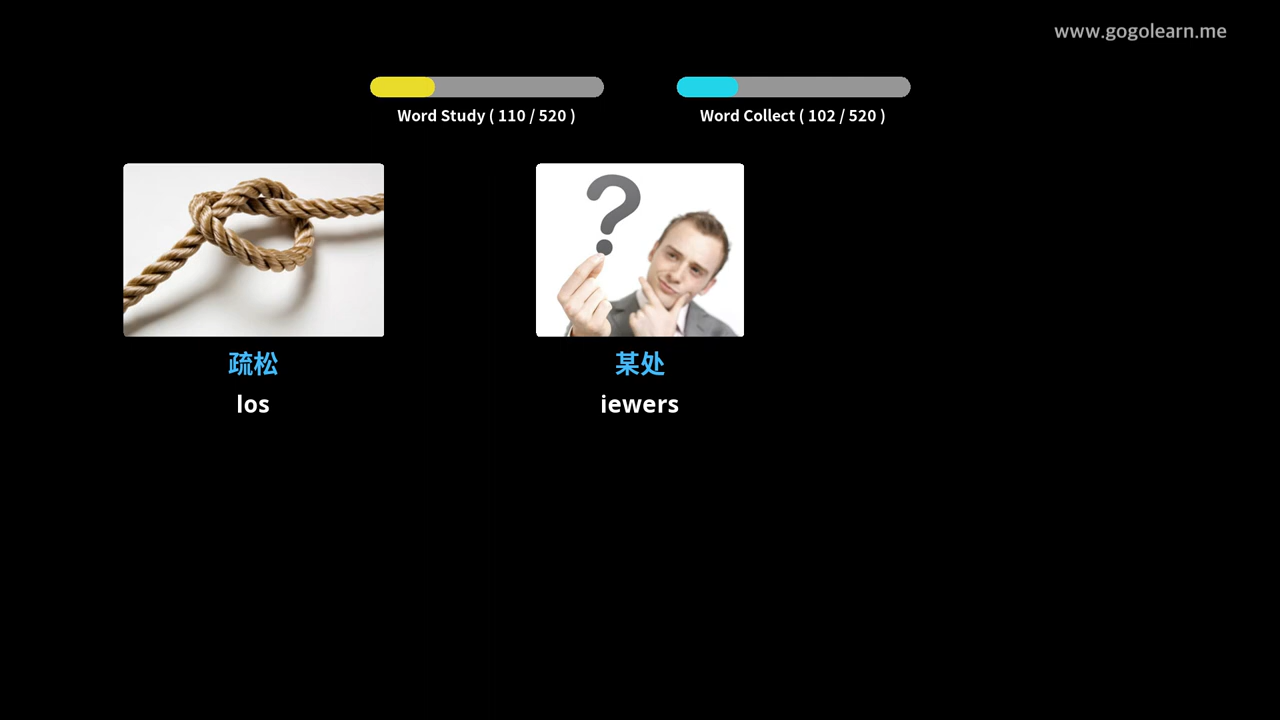 www.gogolearn.me
Word Study ( 110 / 520 )
Word Collect ( 102 / 520 )
疏松
los
某处
iewers